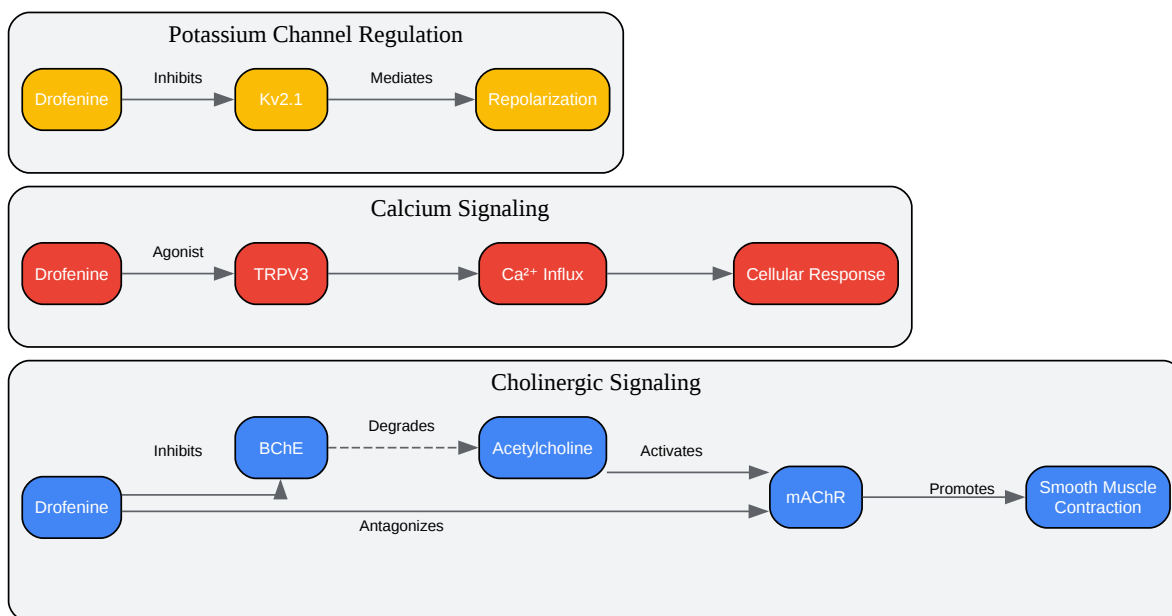 Potassium Channel Regulation
Inhibits
Mediates
Drofenine
Kv2.1
Repolarization
Calcium Signaling
Agonist
Drofenine
TRPV3
Ca²⁺ Influx
Cellular Response
Cholinergic Signaling
Degrades
Inhibits
BChE
Acetylcholine
Activates
Drofenine
mAChR
Promotes
Smooth Muscle
Contraction
Antagonizes